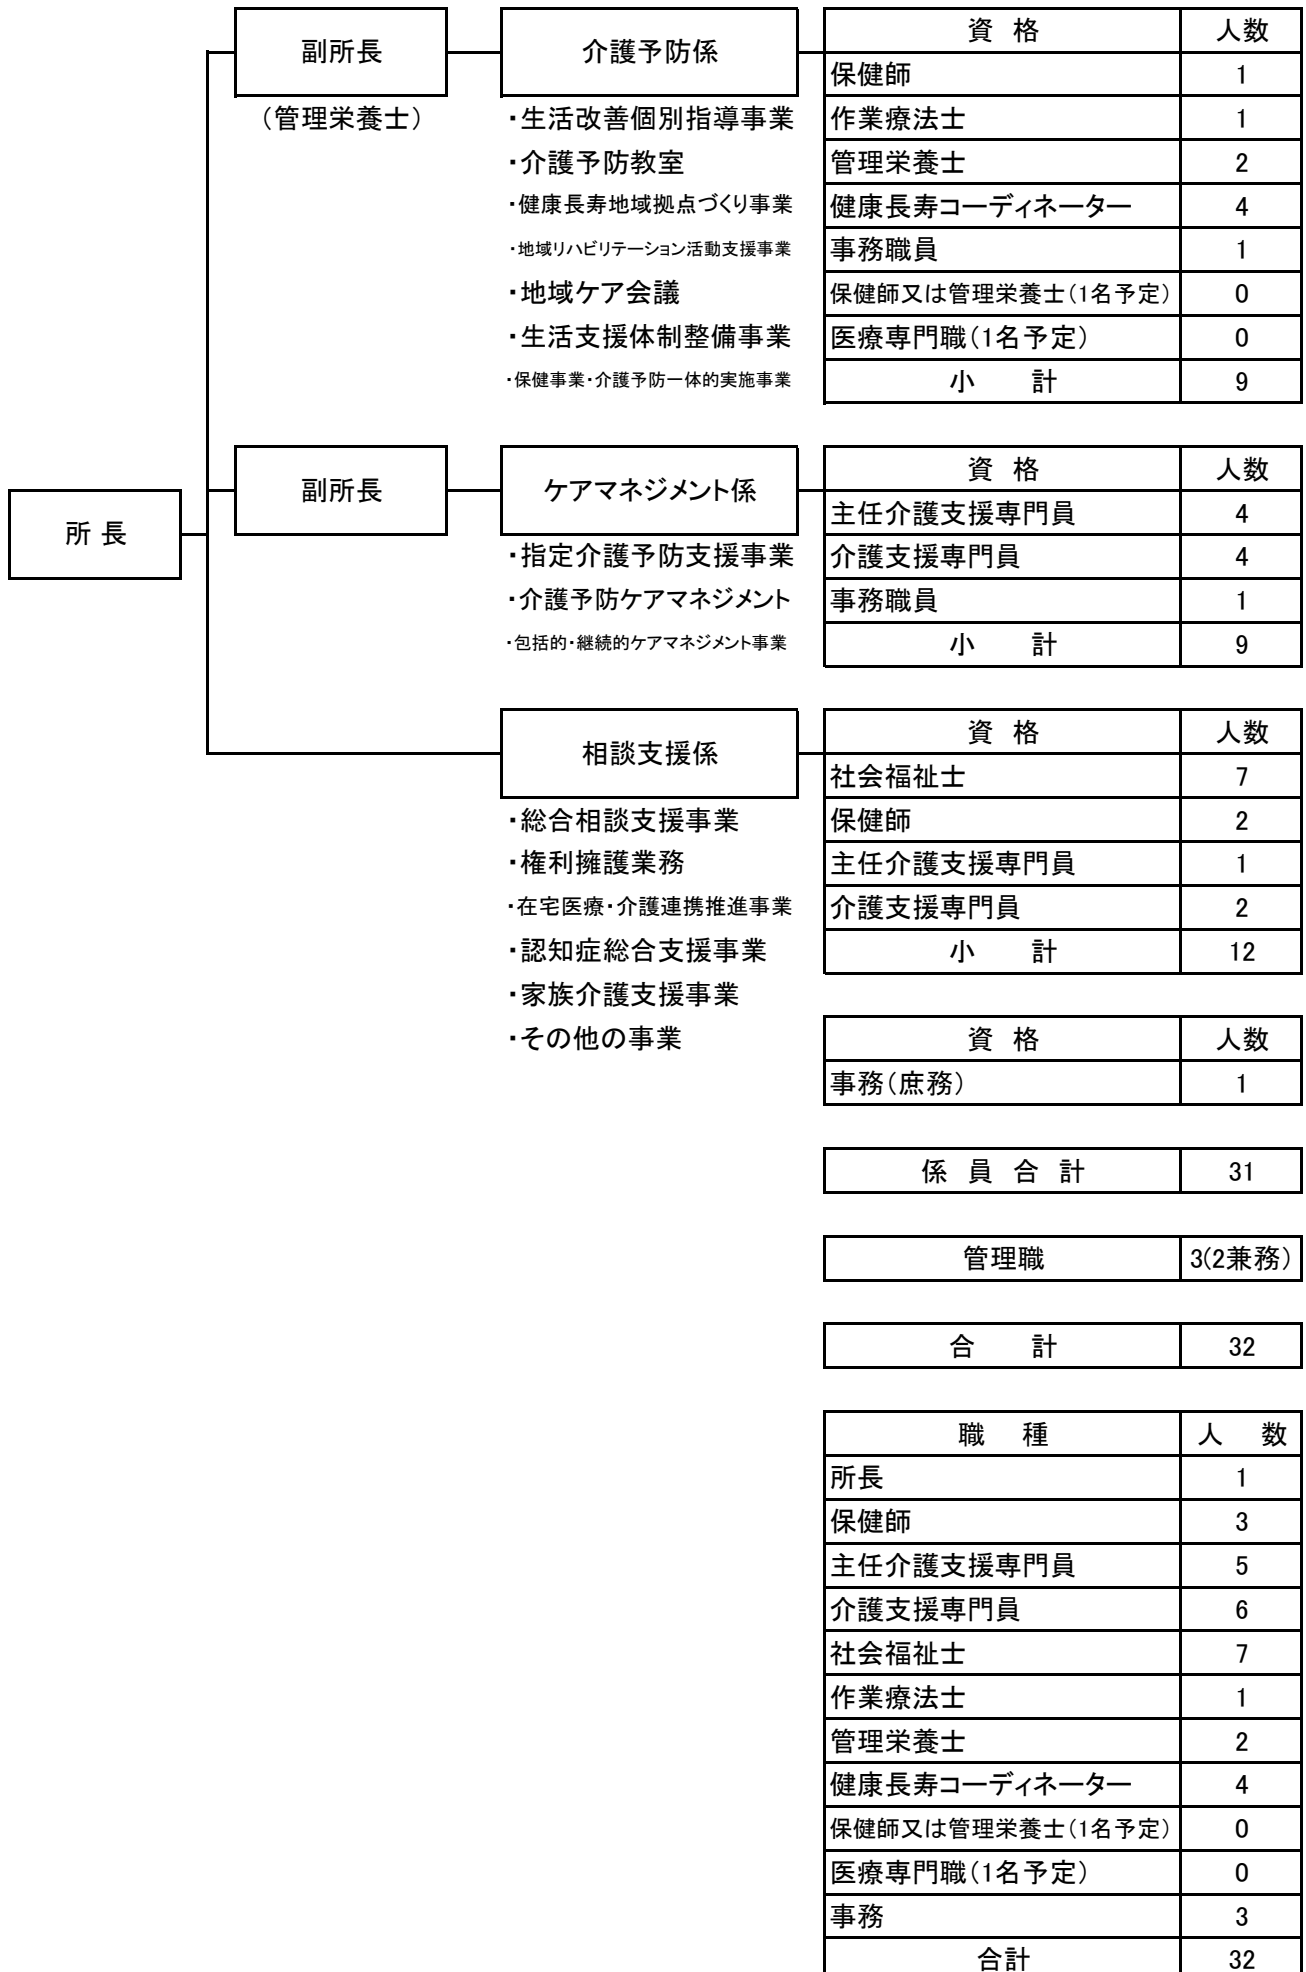 副所長
介護予防係
資 格 人数
保健師 1
(管理栄養士)
・生活改善個別指導事業
作業療法士 1
・介護予防教室
管理栄養士 2
・健康長寿地域拠点づくり事業
健康長寿コーディネーター 4
・地域リハビリテーション活動支援事業
事務職員 1
・地域ケア会議
保健師又は管理栄養士(1名予定) 0
・生活支援体制整備事業
医療専門職(1名予定) 0
・保健事業・介護予防一体的実施事業
小 計 9
所 長
副所長
ケアマネジメント係
資 格 人数
主任介護支援専門員 4
・指定介護予防支援事業
介護支援専門員 4
・介護予防ケアマネジメント
事務職員 1
・包括的・継続的ケアマネジメント事業
小 計 9
相談支援係
資 格 人数
社会福祉士 7
・総合相談支援事業
保健師 2
・権利擁護業務
主任介護支援専門員 1
・在宅医療・介護連携推進事業
介護支援専門員 2
・認知症総合支援事業
小 計 12
・家族介護支援事業
・その他の事業
資 格 人数
事務(庶務) 1
係 員 合 計 31
管理職 3(2兼務)
合 計 32
職 種 人 数
所長 1
保健師 3
主任介護支援専門員 5
介護支援専門員 6
社会福祉士 7
作業療法士 1
管理栄養士 2
健康長寿コーディネーター 4
保健師又は管理栄養士(1名予定) 0
医療専門職(1名予定) 0
事務 3
合計 32